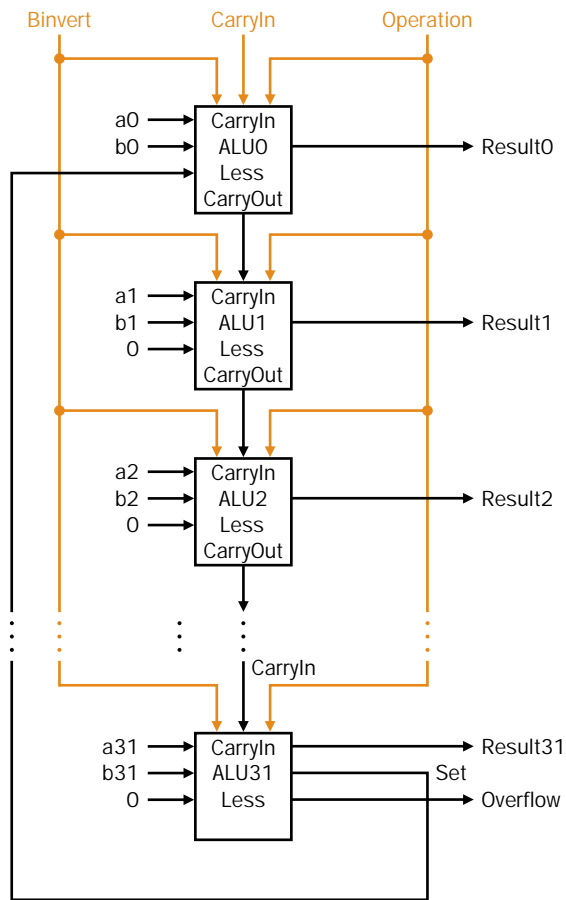 Binvert CarryIn Operation
a0 CarryIn
b0 ALU0 Result0
Less
CarryOut
a1 CarryIn
b1 ALU1 Result1
0 Less
CarryOut
a2 CarryIn
b2 ALU2 Result2
0 Less
CarryOut
CarryIn
a31 CarryIn Result31
b31 ALU31 Set
0 Less Overflow